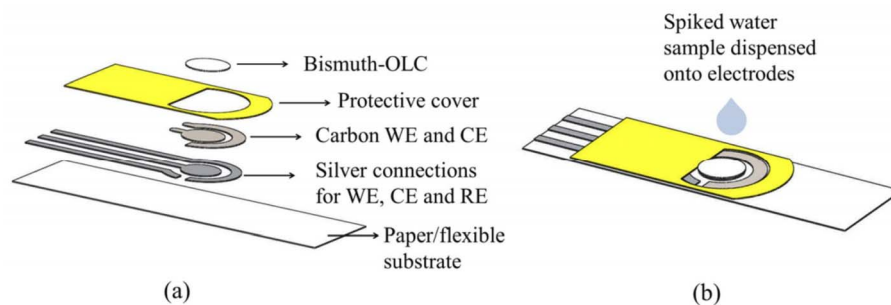 Bismuth-OLC
Protective cover
Carbon WE and CE
Silver connections
for WE, CE and RE
Paper/flexible
substrate
(a)
Spiked water
sample dispensed
onto electrodes
(b)